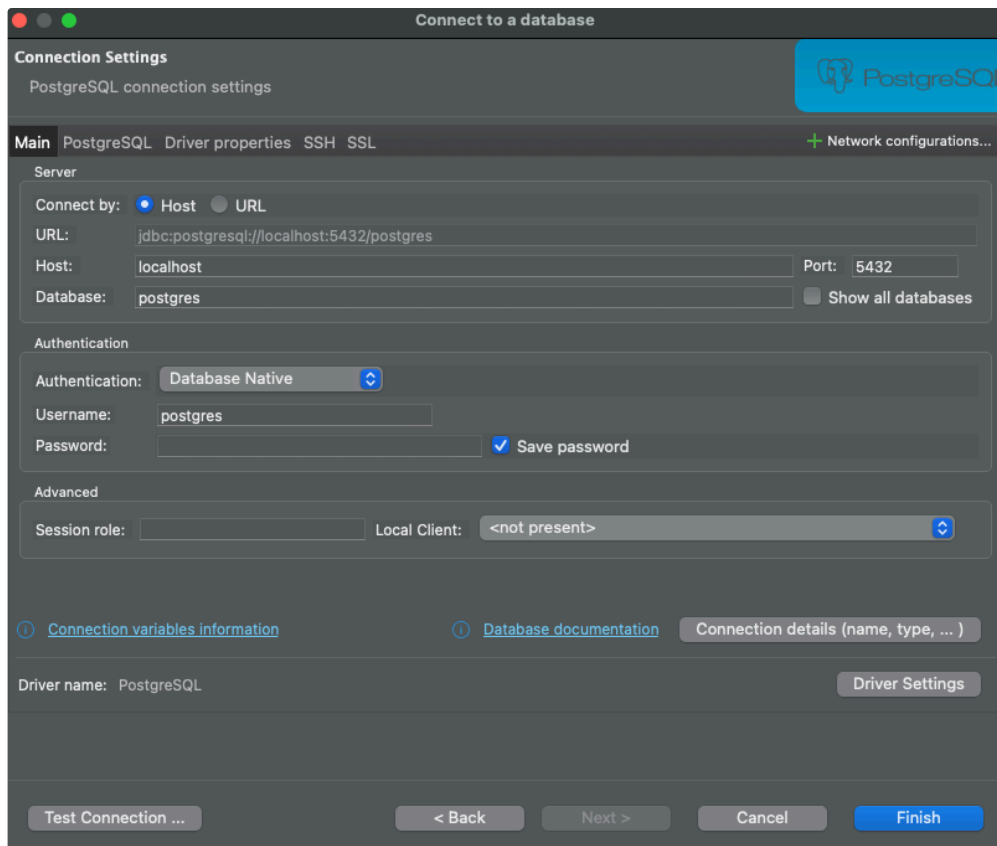 Connect to a database
Connection Settings
PostgreSQL connection settings
PostgreSQL
Main PostgreSQL Driver properties SSH SSL Network configurations...
Server
Connect by: Host URL
URL: jdbc:postgresql://localhost:5432/postgres
Host: localhost Port: 5432
Database: postgres Show all databases
Authentication
Authentication: Database Native
Username: postgres
Password: Save password
Advanced
Session role: Local Client: <not present>
Connection variables information Database documentation Connection details (name, type, ... )
Driver name: PostgreSQL Driver Settings
Test Connection ... < Back Next > Cancel Finish